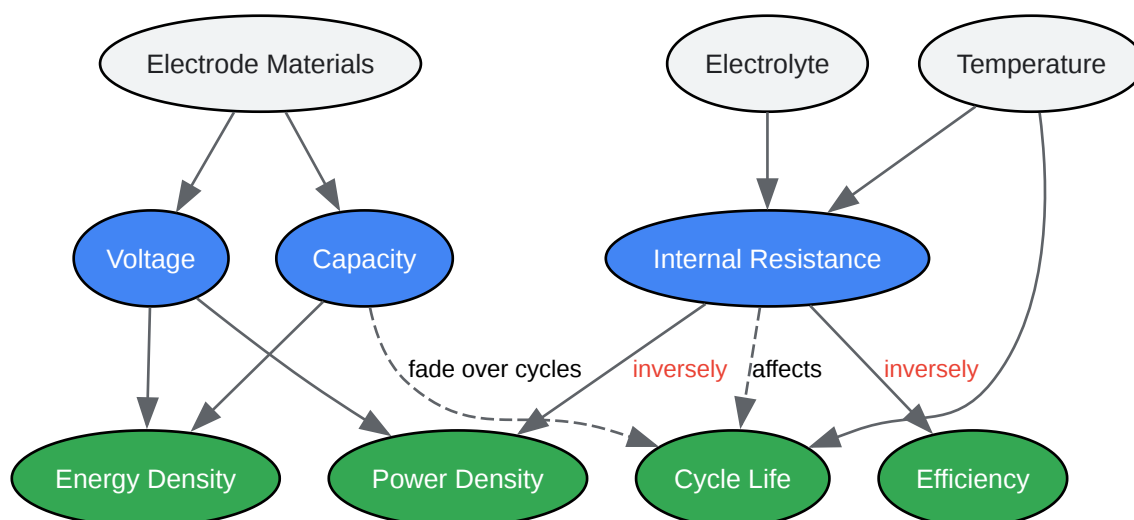 Electrode Materials
Electrolyte
Temperature
Voltage
Capacity
Internal Resistance
fade over cycles
inversely
affects
inversely
Energy Density
Power Density
Cycle Life
Efficiency